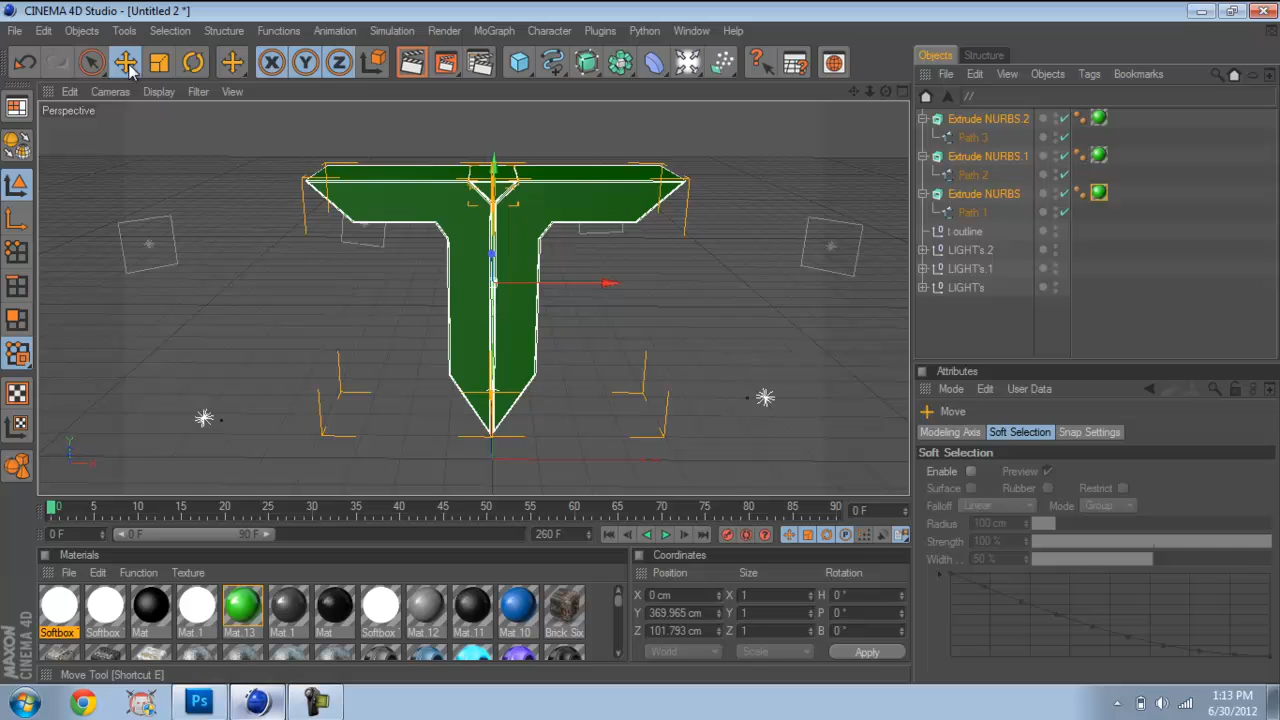 CINEMA 4D Studio - [Untitled 2 *]
File Edit Objects Tools Selection Structure Functions Animation Simulation Render MoGraph Character Plugins Python Window Help
Objects Structure
File Edit View Objects Tags Bookmarks
Edit Cameras Display Filter View
Perspective
Extrude NURBS.2
Path 3
Extrude NURBS.1
Path 2
Extrude NURBS
Path 1
t outline
LIGHT's.2
LIGHT's.1
LIGHT's
Attributes
Mode Edit User Data
Move
Modeling Axis Soft Selection Snap Settings
Soft Selection
Enable Preview
Surface Rubber Restrict
Falloff Linear Mode Group
Radius 100 cm
Strength 100 %
Width . . 50 %
Y
X
0 5 10 15 20 25 30 35 40 45 50 55 60 65 70 75 80 85 90 0 F
0 F 0 F 90 F 260 F
Materials
File Edit Function Texture
Softbox Softbox Mat Mat.1 Mat.13 Mat.1 Mat Softbox Mat.12 Mat.11 Mat.10 Brick Six
Coordinates
Position Size Rotation
X 0 cm X 1 H 0 °
Y 369.965 cm Y 1 P 0 °
Z 101.793 cm Z 1 B 0 °
World Scale Apply
MAXON CINEMA 4D
Move Tool [Shortcut E]
Ps
1:13 PM
6/30/2012